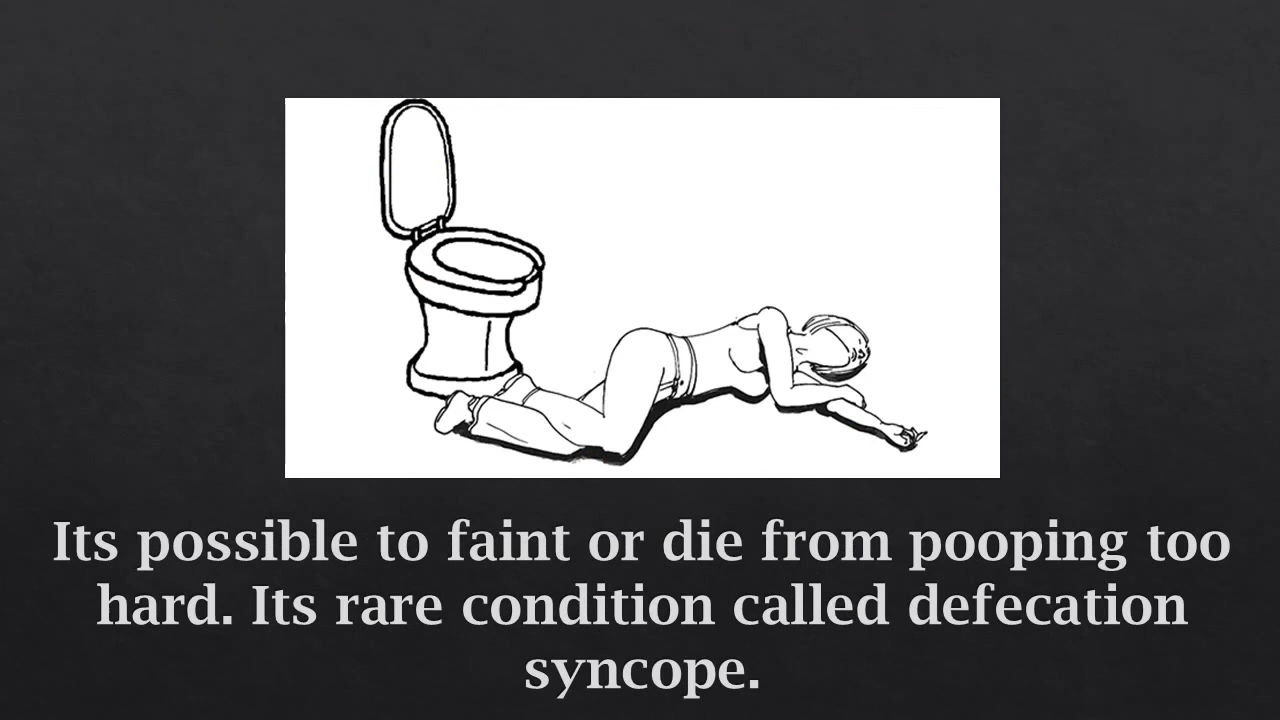 Its possible to faint or die from pooping too
hard. Its rare condition called defecation
syncope.